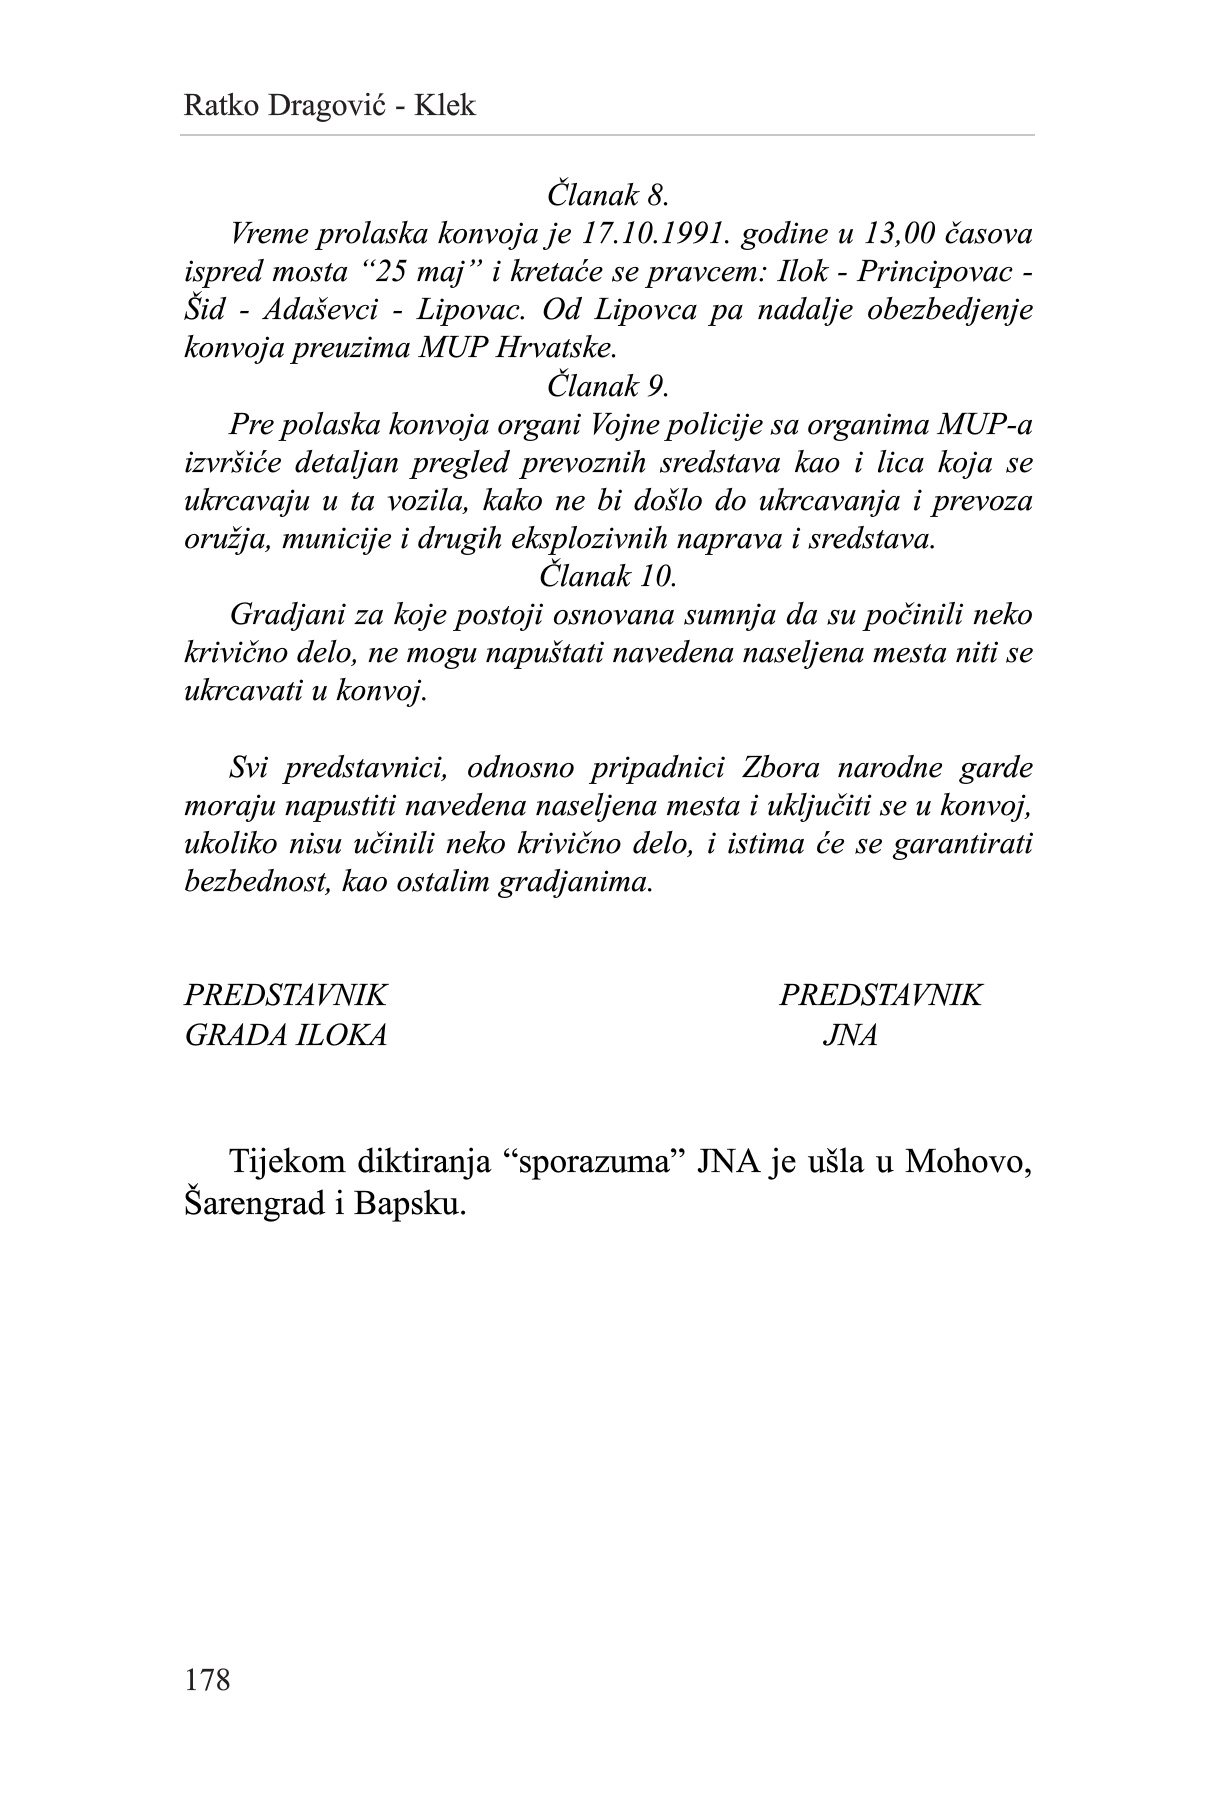 Ratko Dragović - Klek
Članak 8.
Vreme prolaska konvoja je 17.10.1991. godine u 13,00 časova
ispred mosta “25 maj” i kretaće se pravcem: Ilok - Principovac -
Šid - Adaševci - Lipovac. Od Lipovca pa nadalje obezbedjenje
konvoja preuzima MUP Hrvatske.
Članak 9.
Pre polaska konvoja organi Vojne policije sa organima MUP-a
izvršiće detaljan pregled prevoznih sredstava kao i lica koja se
ukrcavaju u ta vozila, kako ne bi došlo do ukrcavanja i prevoza
oružja, municije i drugih eksplozivnih naprava i sredstava.
Članak 10.
Gradjani za koje postoji osnovana sumnja da su počinili neko
krivično delo, ne mogu napuštati navedena naseljena mesta niti se
ukrcavati u konvoj.
Svi predstavnici, odnosno pripadnici Zbora narodne garde
moraju napustiti navedena naseljena mesta i uključiti se u konvoj,
ukoliko nisu učinili neko krivično delo, i istima će se garantirati
bezbednost, kao ostalim gradjanima.
PREDSTAVNIK PREDSTAVNIK
GRADA ILOKA JNA
Tijekom diktiranja “sporazuma” JNA je ušla u Mohovo,
Šarengrad i Bapsku.
178